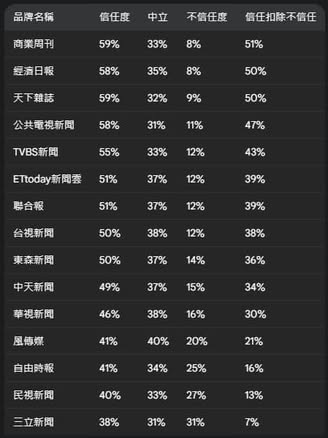 品牌名稱 信任度 中立 不信任度 信任扣除不信任
商業周刊 59% 33% 8% 51%
經濟日報 58% 35% 8% 50%
天下雜誌 59% 32% 9% 50%
公共電視新聞 58% 31% 11% 47%
TVBS新聞 55% 33% 12% 43%
ETtoday新聞雲 51% 37% 12% 39%
聯合報 51% 37% 12% 39%
台視新聞 50% 38% 12% 38%
東森新聞 50% 37% 14% 36%
中天新聞 49% 37% 15% 34%
華視新聞 46% 38% 16% 30%
風傳媒 41% 40% 20% 21%
自由時報 41% 34% 25% 16%
民視新聞 40% 33% 27% 13%
三立新聞 38% 31% 31% 7%